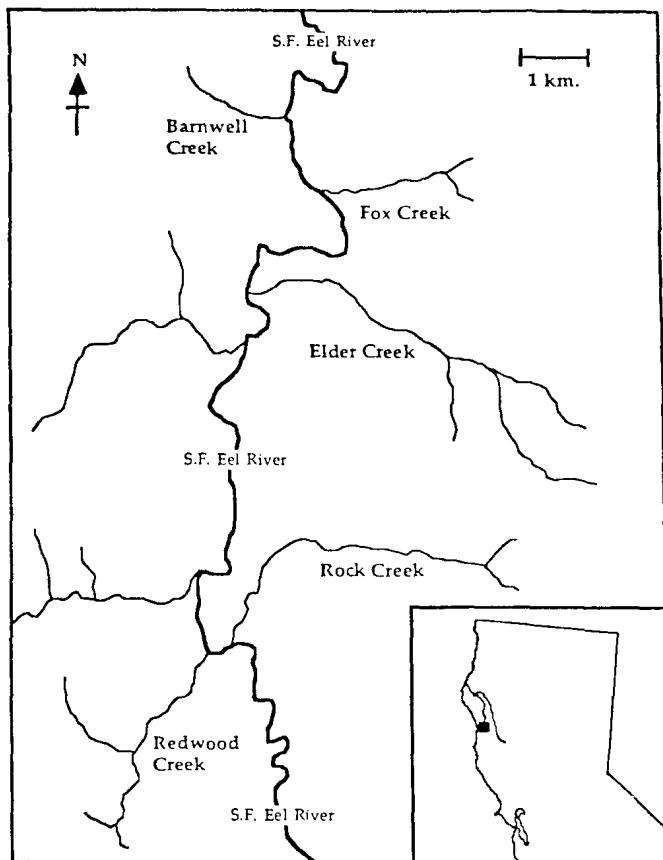 S.F. Eel River
N
1 km.
Barnwell
Creek
Fox Creek
Elder Creek
S.F. Eel River
Rock Creek
Redwood
Creek
S.F. Eel River